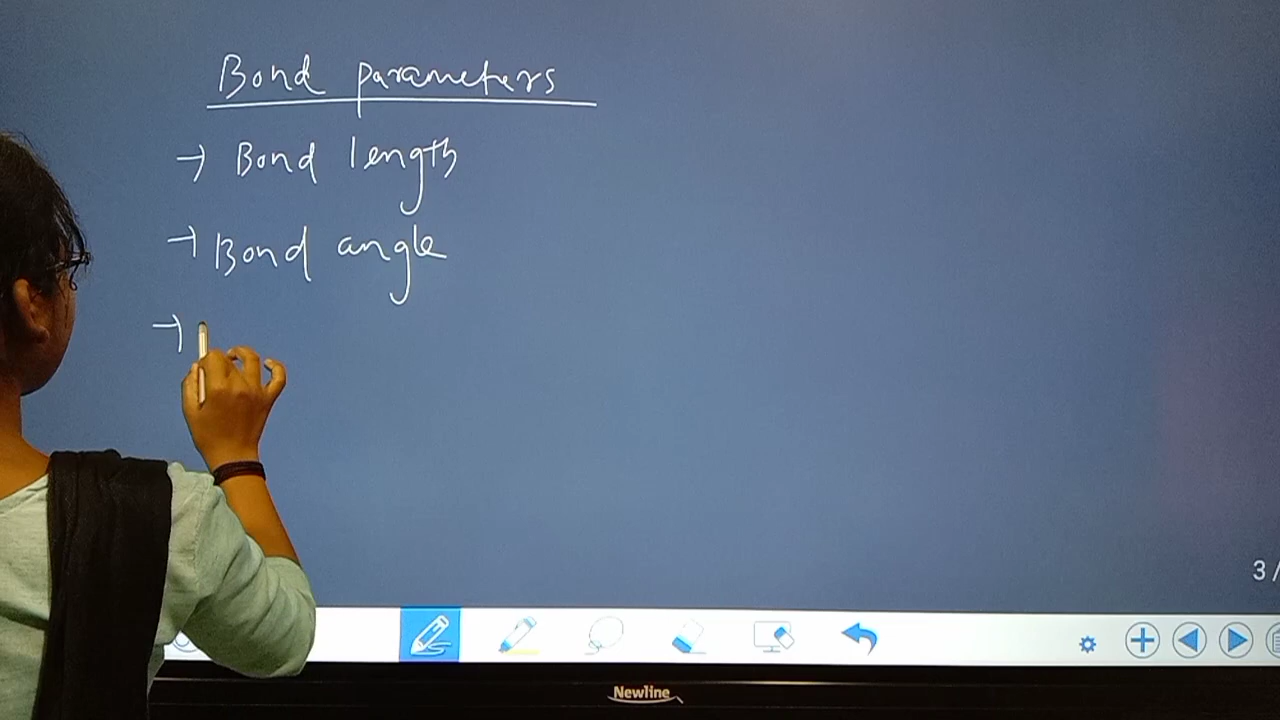 Bond parameters
→ Bond length
→ Bond angle
→
3/
Newline